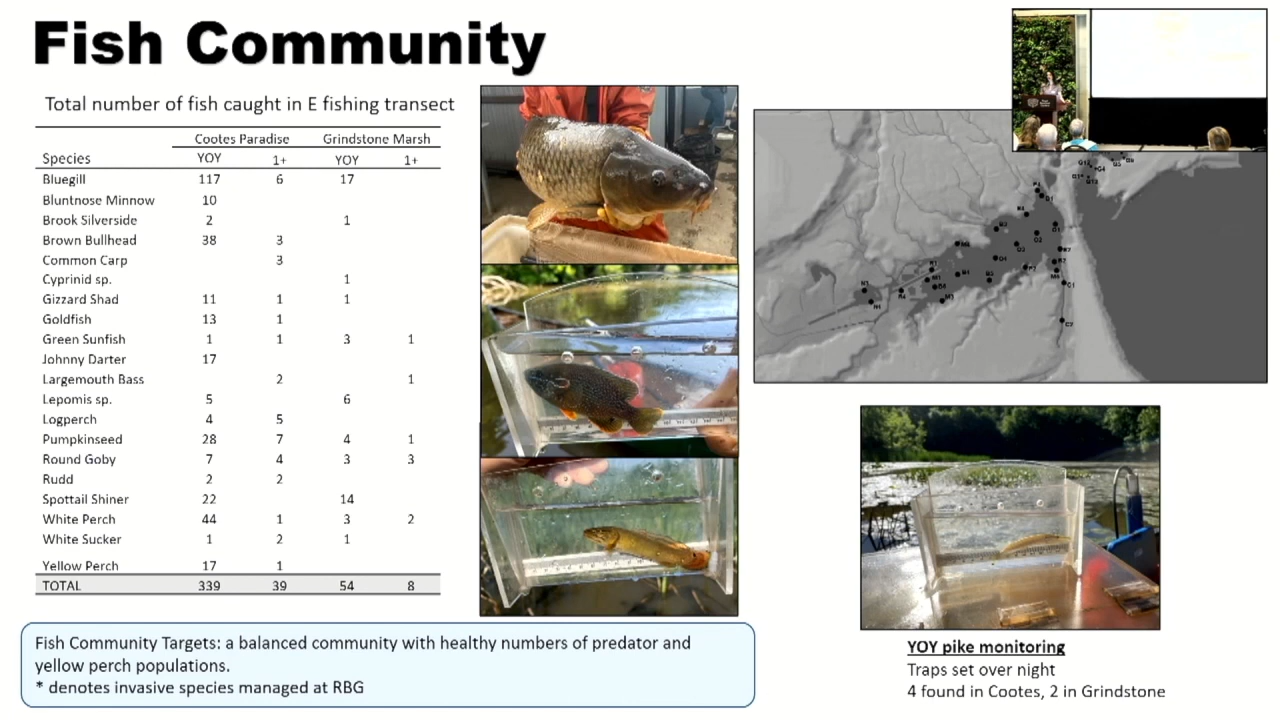 Fish Community
Total number of fish caught in E fishing transect
Cootes Paradise Grindstone Marsh
Species YOY 1+ YOY 1+
Bluegill 117 6 17
Bluntnose Minnow 10
Brook Silverside 2 1
Brown Bullhead 38 3
Common Carp 3
Cyprinid sp. 1
Gizzard Shad 11 1 1
Goldfish 13 1
Green Sunfish 1 1 3 1
Johnny Darter 17
Largemouth Bass 2 1
Lepomis sp. 5 6
Logperch 4 5
Pumpkinseed 28 7 4 1
Round Goby 7 4 3 3
Rudd 2 2
Spottail Shiner 22 14
White Perch 44 1 3 2
White Sucker 1 2 1
Yellow Perch 17 1
TOTAL 339 39 54 8
Fish Community Targets: a balanced community with healthy numbers of predator and
yellow perch populations.
* denotes invasive species managed at RBG
YOY pike monitoring
Traps set over night
4 found in Cootes, 2 in Grindstone